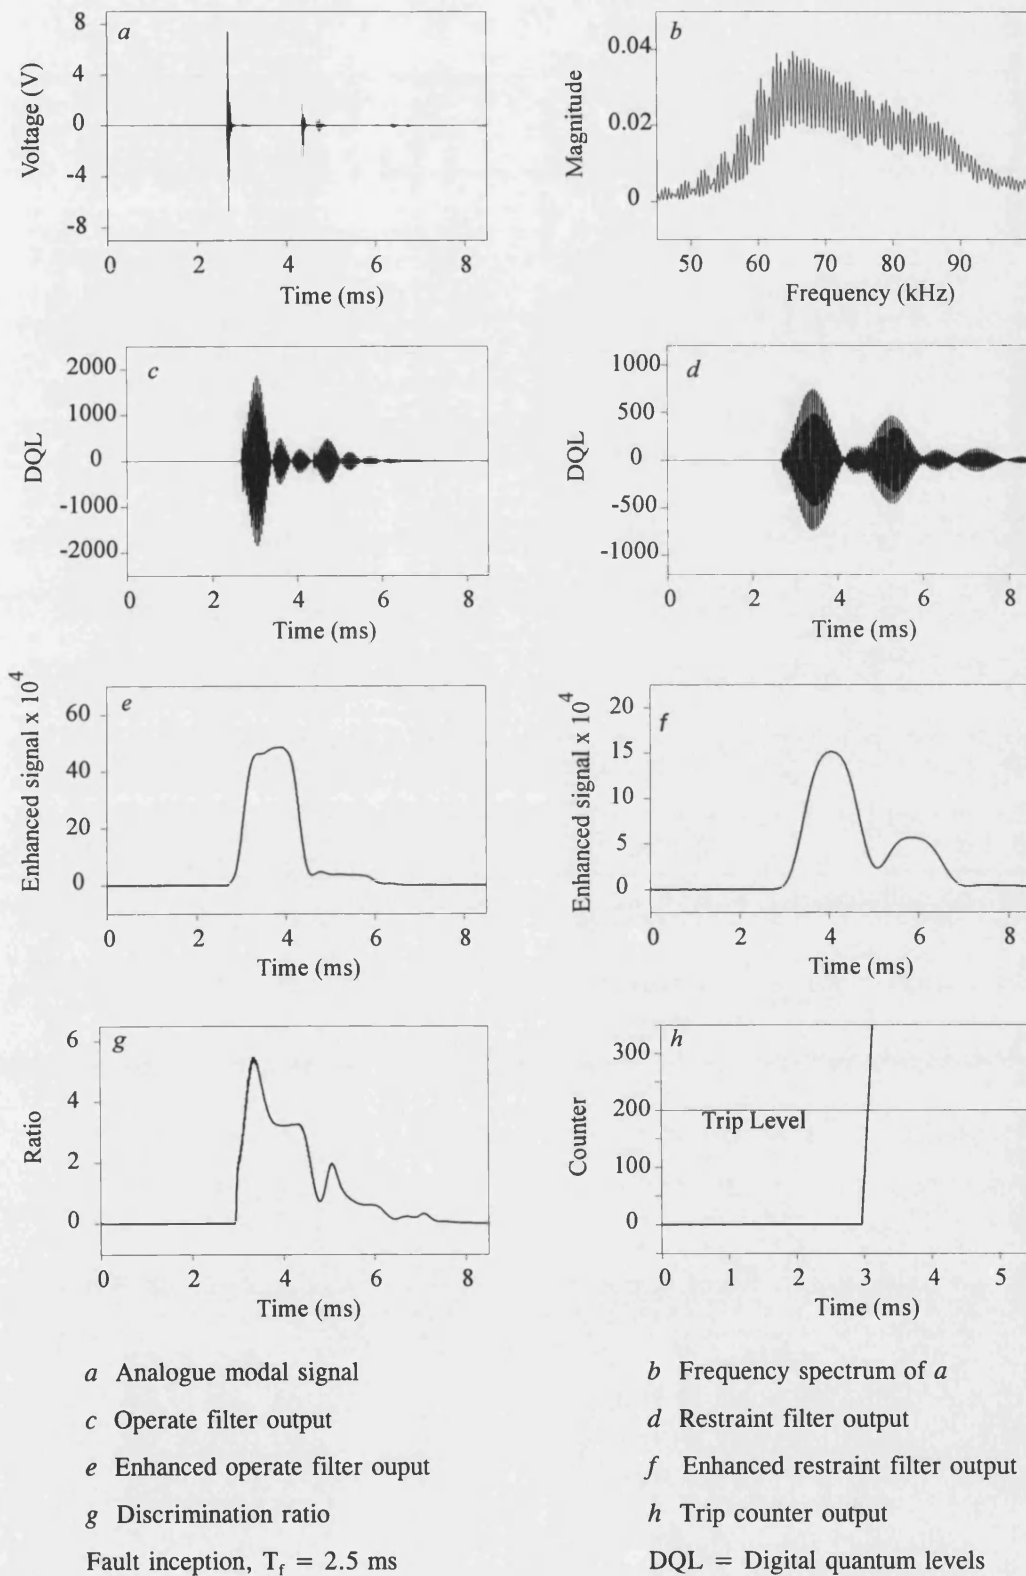 a
8
4
0
-4
-8
Voltage (V)
0 2 4 6 8
Time (ms)
b
0.04
0.02
0
Magnitude
50 60 70 80 90
Frequency (kHz)
c
2000
1000
0
-1000
-2000
DQL
0 2 4 6 8
Time (ms)
d
1000
500
0
-500
-1000
DQL
0 2 4 6 8
Time (ms)
e
60
40
20
0
Enhanced signal x 10⁴
0 2 4 6 8
Time (ms)
f
20
15
10
5
0
Enhanced signal x 10⁴
0 2 4 6 8
Time (ms)
g
6
4
2
0
Ratio
0 2 4 6 8
Time (ms)
h
300
200
100
0
Trip Level
Counter
0 1 2 3 4 5
Time (ms)
a Analogue modal signal
b Frequency spectrum of a
c Operate filter output
d Restraint filter output
e Enhanced operate filter ouput
f Enhanced restraint filter output
g Discrimination ratio
h Trip counter output
Fault inception, T_f = 2.5 ms
DQL = Digital quantum levels